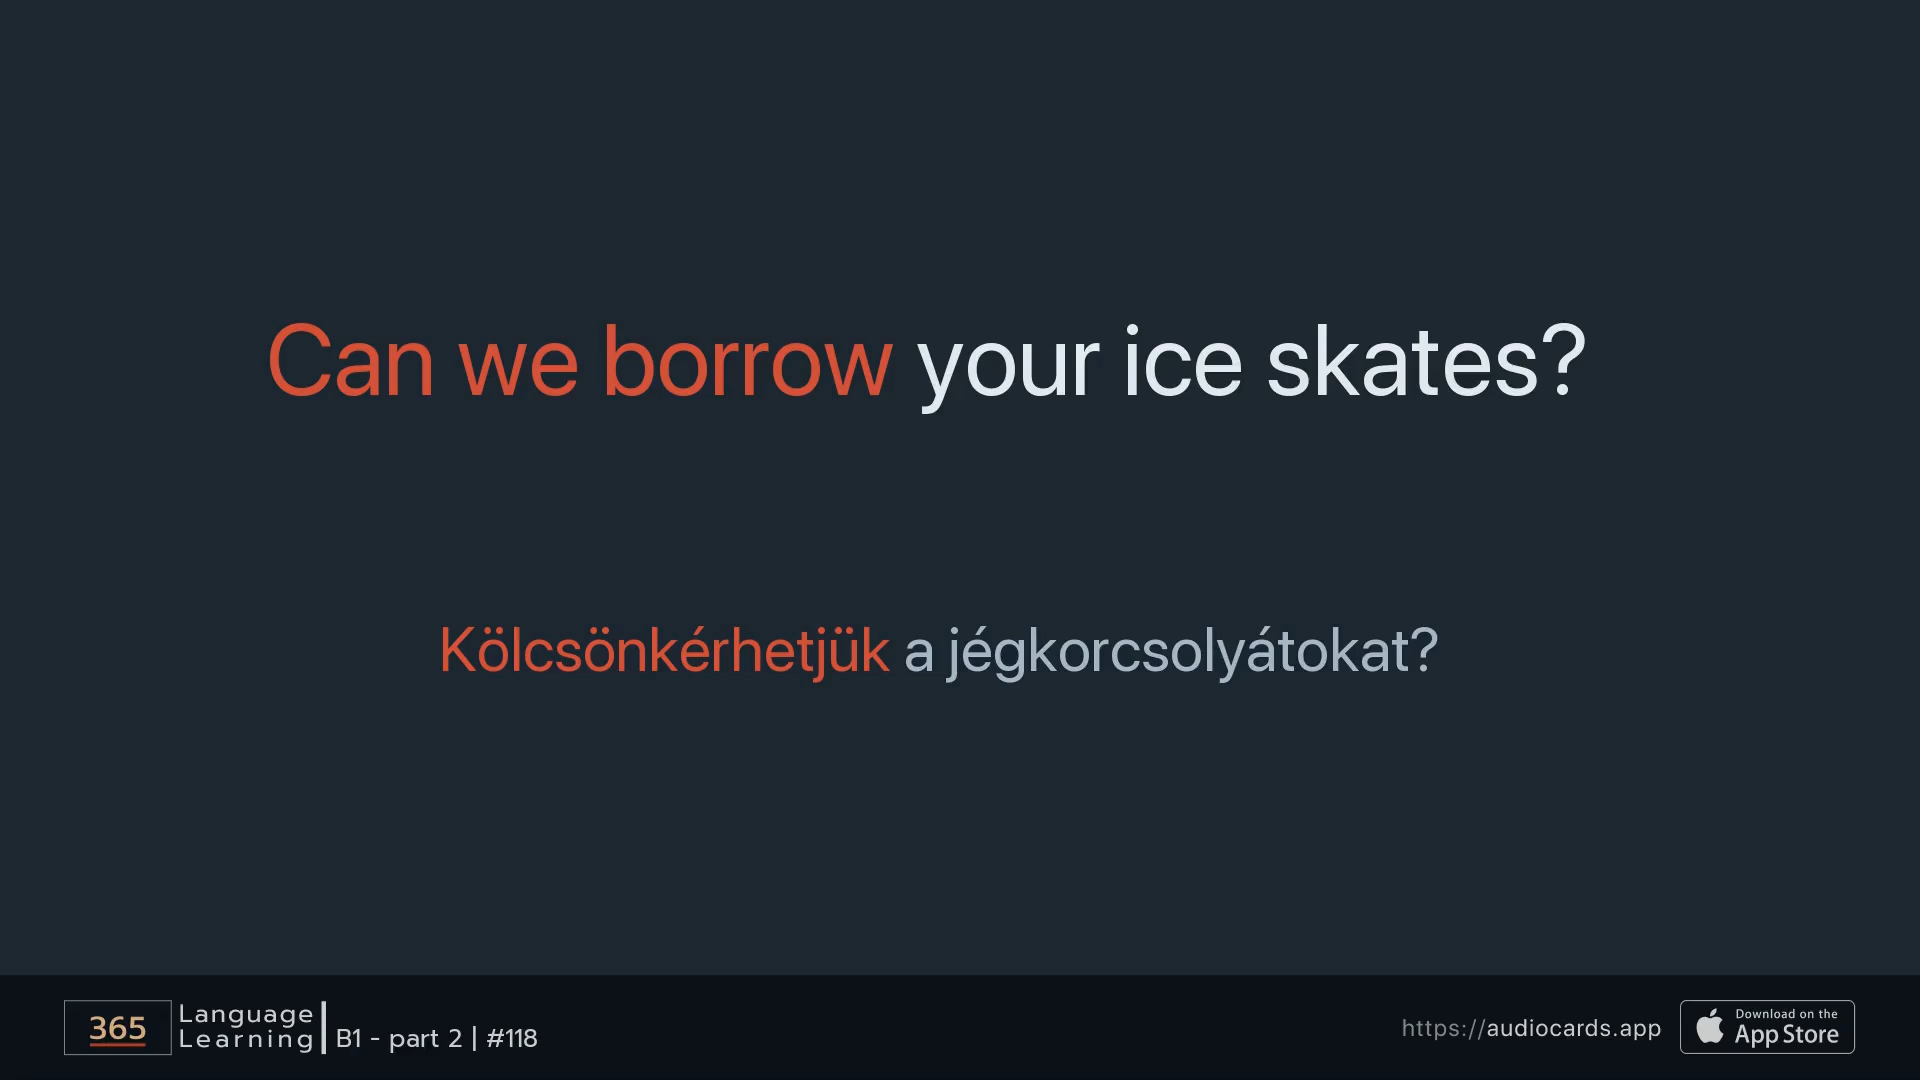 Can we borrow your ice skates?
Kölcsönkérhetjük a jégkorcsolyátokat?
365
Language
Learning
B1 - part 2 | #118
https://audiocards.app
Download on the
App Store